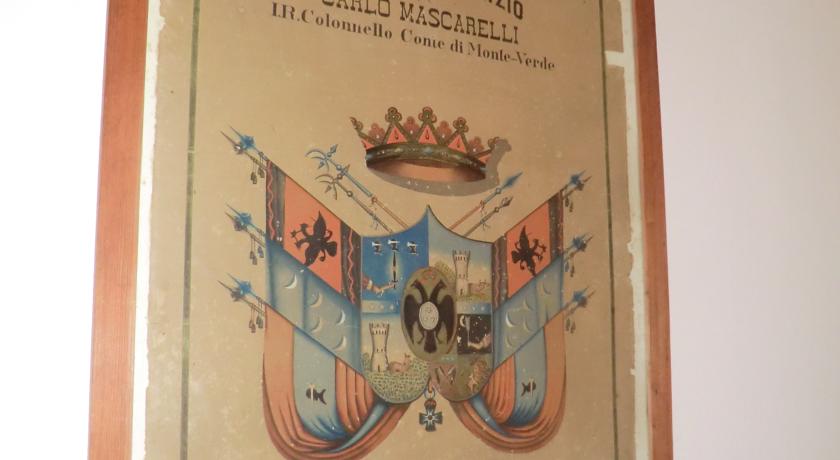 CARLO MASCARELLI
I.R. Colonnello Conte di Monte-Verde